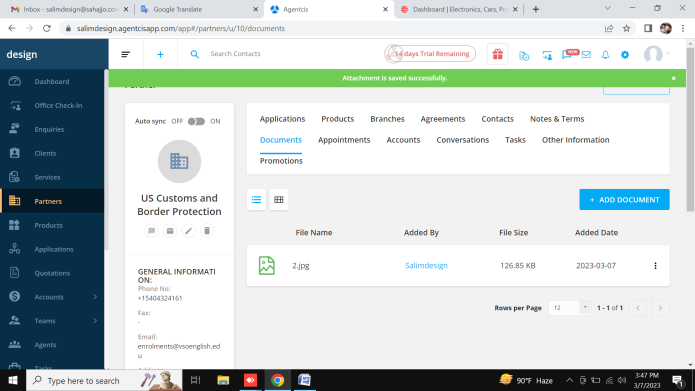 Inbox - salimdesign@sahajjo.co
Google Translate
Agentcis
Dashboard | Electronics, Cars, Fr
salimdesign.agentcisapp.com/app#/partners/u/10/documents
design
Search Contacts
14 days Trial Remaining
NEW
Attachment is saved successfully.
Dashboard
Office Check-In
Enquiries
Clients
Services
Partners
Products
Applications
Quotations
Accounts
Teams
Agents
Tasks
Auto sync OFF ON
US Customs and
Border Protection
GENERAL INFORMATI
ON:
Phone No:
+15404324161
Fax:
-
Email:
enrolments@vsoenglish.ed
u
Applications Products Branches Agreements Contacts Notes & Terms
Documents Appointments Accounts Conversations Tasks Other Information
Promotions
+ ADD DOCUMENT
File Name Added By File Size Added Date
2.jpg Salimdesign 126.85 KB 2023-03-07
Rows per Page 12 1 - 1 of 1
Type here to search
90°F Haze
3:47 PM
3/7/2023
1